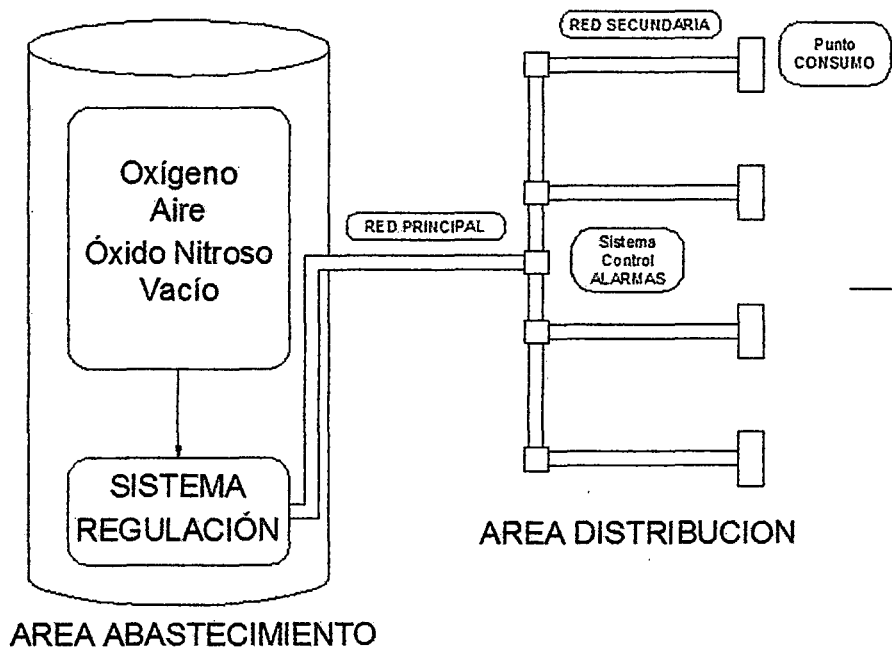 RED SECUNDARIA
Punto
CONSUMO
Oxígeno
Aire
Óxido Nitroso
Vacío
RED PRINCIPAL
Sistema
Control
ALARMAS
SISTEMA
REGULACIÓN
AREA DISTRIBUCION
AREA ABASTECIMIENTO